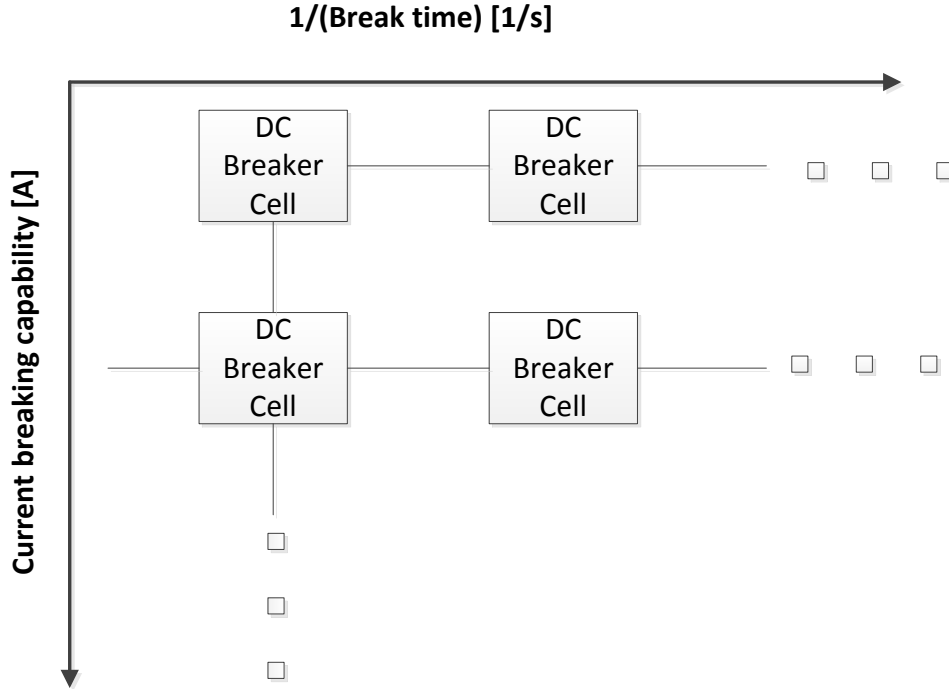 1/(Break time) [1/s]
Current breaking capability [A]
DC
Breaker
Cell
DC
Breaker
Cell
DC
Breaker
Cell
DC
Breaker
Cell